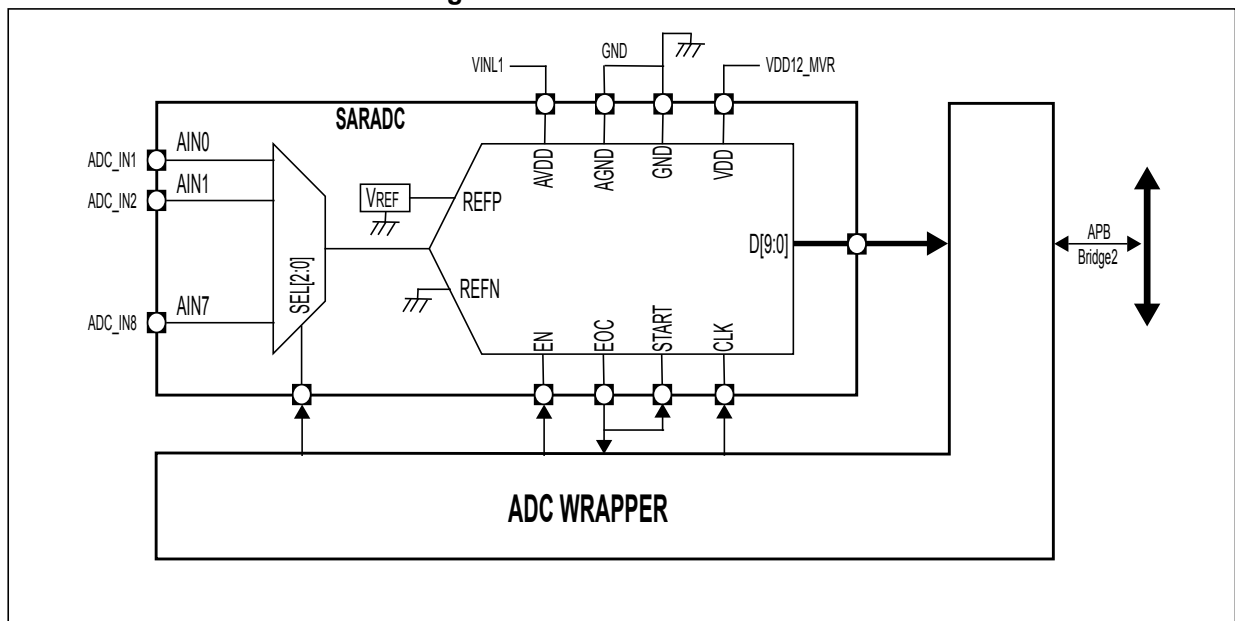 g
GND
VINL1
VDD12_MVR
SARADC
ADC_IN1
AIN0
ADC_IN2
AIN1
ADC_IN8
AIN7
SEL[2:0]
VREF
REFP
REFN
AVDD
AGND
GND
VDD
D[9:0]
EN
EOC
START
CLK
APB
Bridge2
ADC WRAPPER